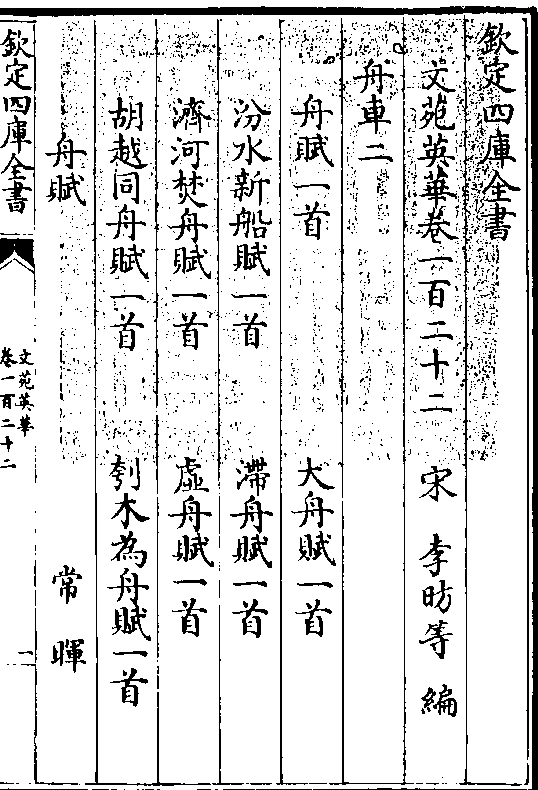 欽定四庫全書
文苑英華卷一百二十二　宋　李昉等　編
舟車二
舟賦一首　大舟賦一首
汾水新船賦一首　滯舟賦一首
濟河焚舟賦一首　虛舟賦一首
胡越同舟賦一首　刳木為舟賦一首
舟賦　常暉
欽定四庫全書
文苑英華
卷一百二十二
一